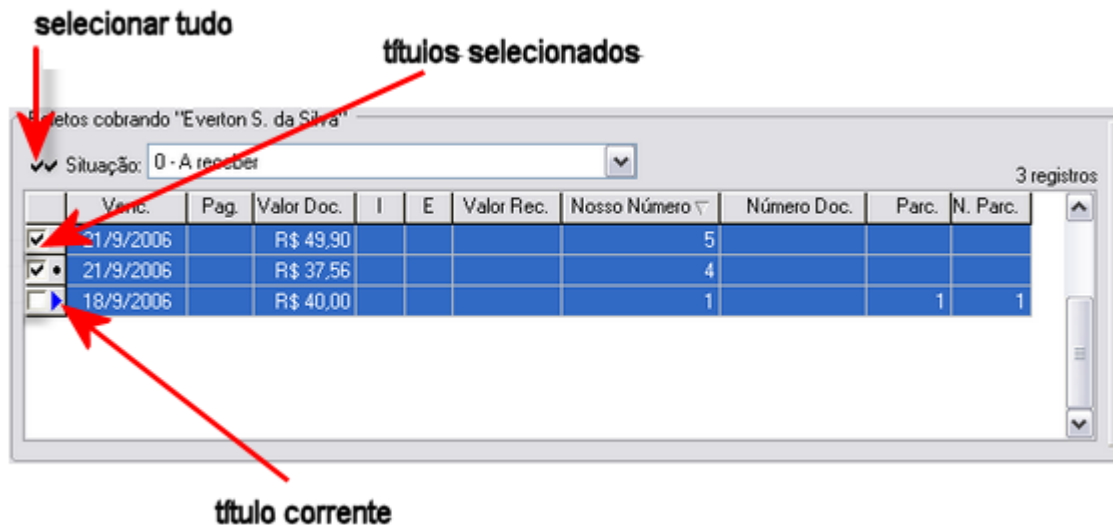 selecionar tudo
títulos selecionados
Boletos cobrando "Everton S. da Silva"
Situação: 0 - A receber
3 registros
Venc. Pag. Valor Doc. I E Valor Rec. Nosso Número Número Doc. Parc. N. Parc.
21/9/2006 R$ 49,90 5
21/9/2006 R$ 37,56 4
18/9/2006 R$ 40,00 1 1 1
título corrente